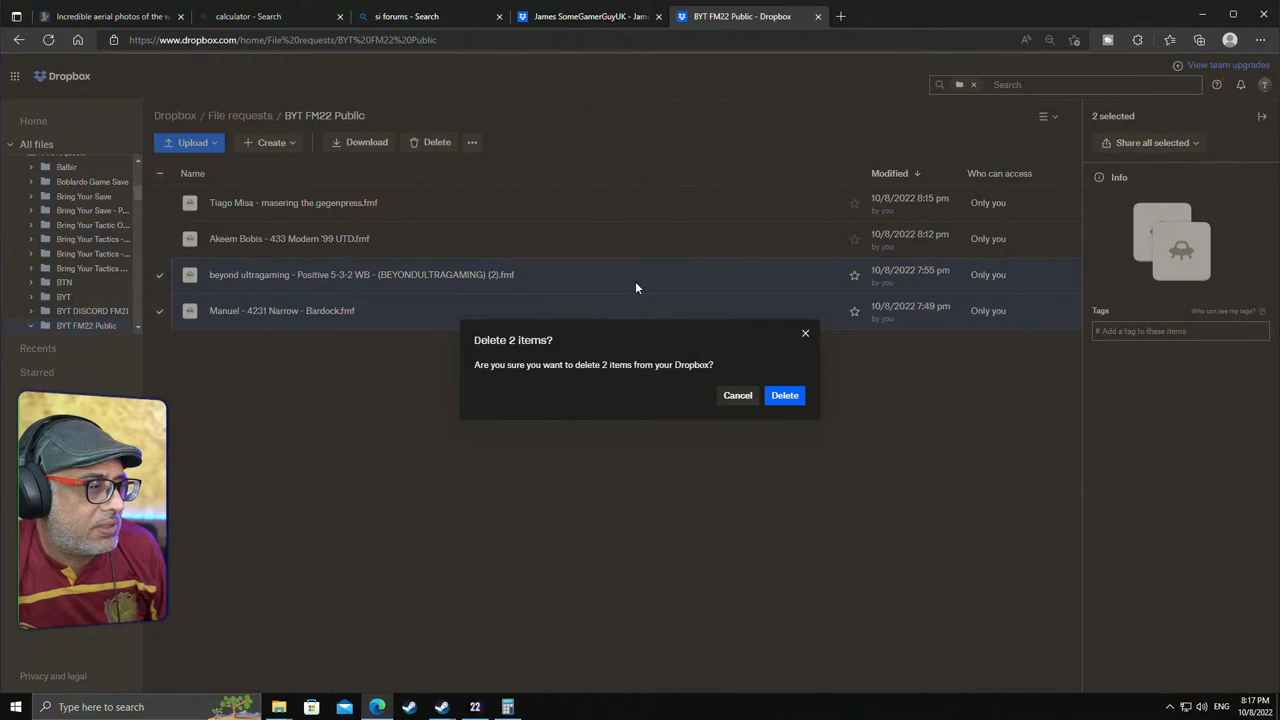 Incredible aerial photos of the w
calculator - Search
si forums - Search
James SomeGamerGuyUK - Jame
BYT FM22 Public - Dropbox
https://www.dropbox.com/home/File%20requests/BYT%20FM22%20Public
View team upgrades
Dropbox
Search
T
Home
All files
Balbir
Boblardo Game Save
Bring Your Save
Bring Your Save - P...
Bring Your Tactic O...
Bring Your Tactics -...
Bring Your Tactics -...
Bring Your Tactics ...
BTN
BYT
BYT DISCORD FM21
BYT FM22 Public
Recents
Starred
Privacy and legal
Dropbox / File requests / BYT FM22 Public
Upload
Create
Download
Delete
Name
Modified
Who can access
Tiago Misa - masering the gegenpress.fmf
10/8/2022 8:15 pm
by you
Only you
Akeem Bobis - 433 Modern '99 UTD.fmf
10/8/2022 8:12 pm
by you
Only you
beyond ultragaming - Positive 5-3-2 WB - (BEYONDULTRAGAMING) (2).fmf
10/8/2022 7:55 pm
by you
Only you
Manuel - 4231 Narrow - Bardock.fmf
10/8/2022 7:49 pm
by you
Only you
2 selected
Share all selected
Info
Tags
Who can see my tags?
# Add a tag to these items
Delete 2 items?
Are you sure you want to delete 2 items from your Dropbox?
Cancel
Delete
Type here to search
22
ENG
8:17 PM
10/8/2022